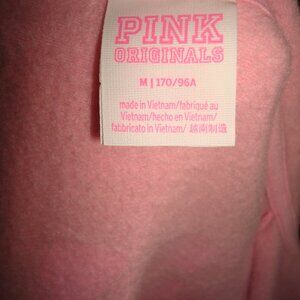 PINK
ORIGINALS
M | 170/96A
made in Vietnam/fabriqué au
Vietnam/hecho en Vietnam/
fabbricato in Vietnam/ 越南制造